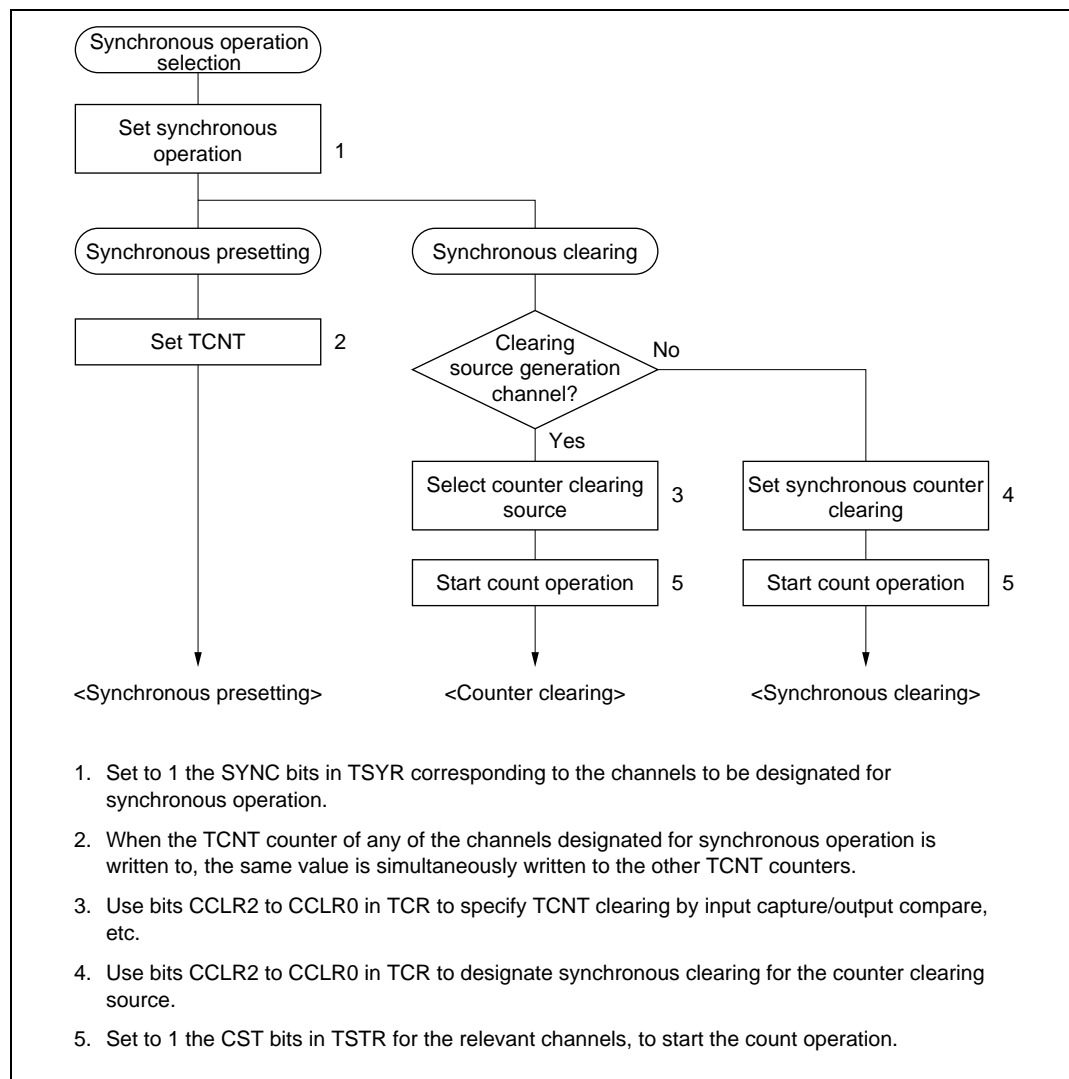 Synchronous operation
selection
Set synchronous
operation
1
Synchronous presetting
Synchronous clearing
Set TCNT
2
Clearing
source generation
channel?
No
Yes
Select counter clearing
source
3
Set synchronous counter
clearing
4
Start count operation
5
Start count operation
5
<Synchronous presetting>
<Counter clearing>
<Synchronous clearing>
1. Set to 1 the SYNC bits in TSYR corresponding to the channels to be designated for
synchronous operation.
2. When the TCNT counter of any of the channels designated for synchronous operation is
written to, the same value is simultaneously written to the other TCNT counters.
3. Use bits CCLR2 to CCLR0 in TCR to specify TCNT clearing by input capture/output compare,
etc.
4. Use bits CCLR2 to CCLR0 in TCR to designate synchronous clearing for the counter clearing
source.
5. Set to 1 the CST bits in TSTR for the relevant channels, to start the count operation.